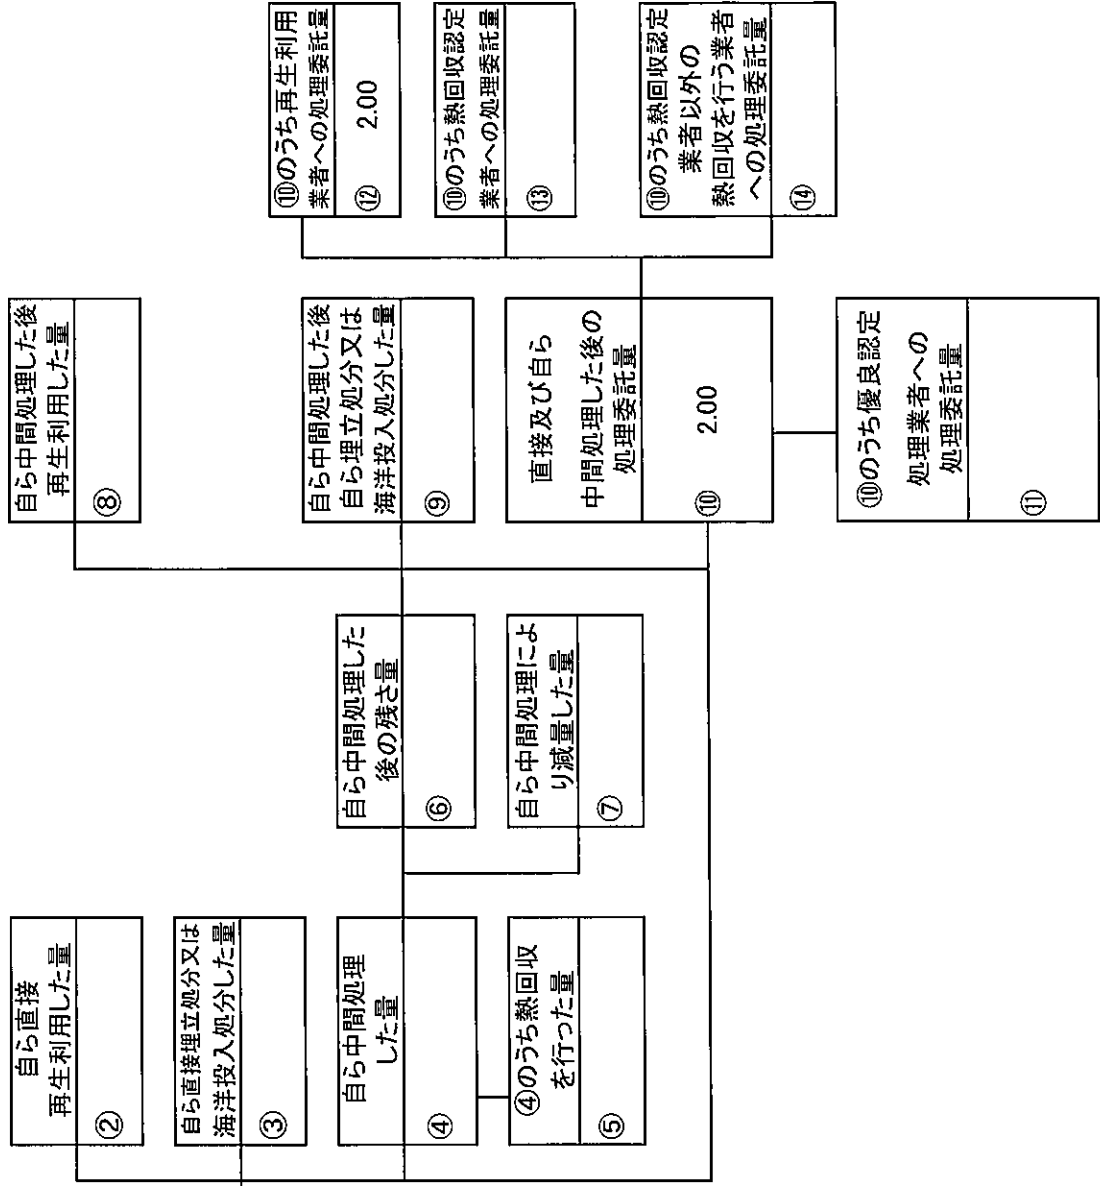 自ら直接
再生利用した量
②
自ら直接埋立処分又は
海洋投入処分した量
③
自ら中間処理
した量
④
④のうち熱回収
を行った量
⑤
自ら中間処理した
後の残さ量
⑥
自ら中間処理によ
り減量した量
⑦
自ら中間処理した後
再生利用した量
⑧
自ら中間処理した後
自ら埋立処分又は
海洋投入処分した量
⑨
直接及び自ら
中間処理した後の
処理委託量
⑩ 2.00
⑩のうち優良認定
処理業者への
処理委託量
⑪
⑩のうち再生利用
業者への処理委託量
⑫ 2.00
⑩のうち熱回収認定
業者への処理委託量
⑬
⑩のうち熱回収認定
業者以外の
熱回収を行う業者
への処理委託量
⑭